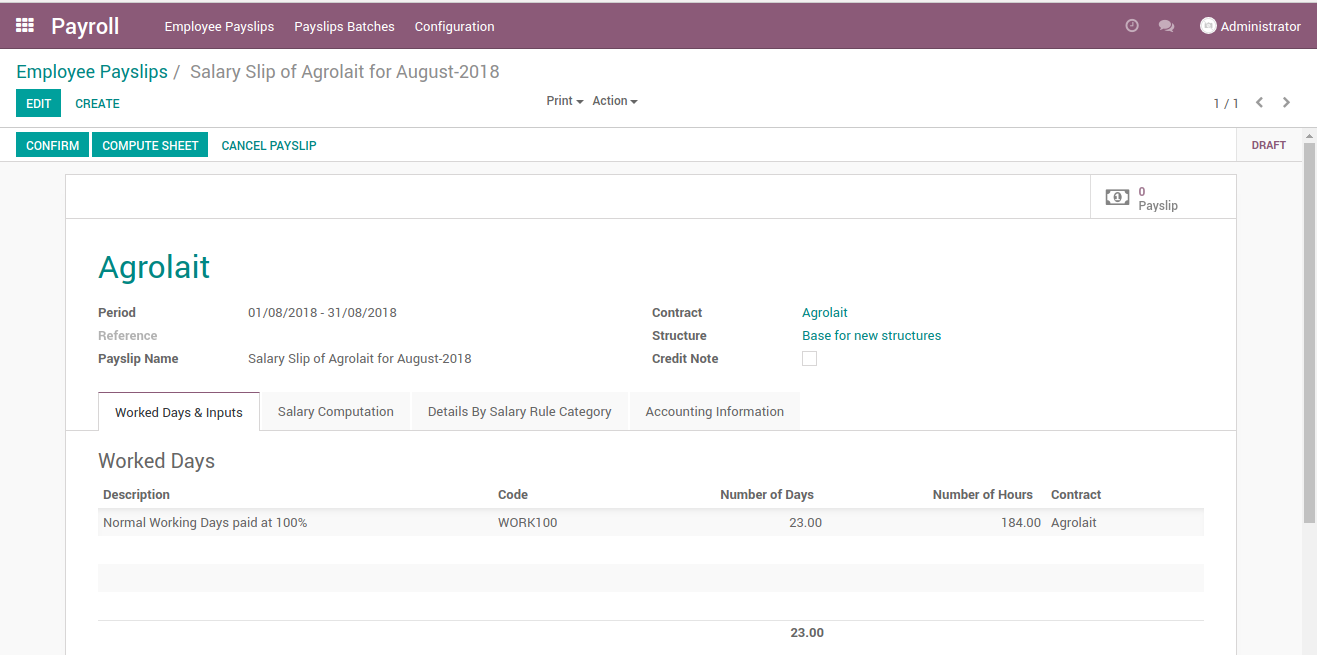 Payroll Employee Payslips Payslips Batches Configuration Administrator
Employee Payslips / Salary Slip of Agrolait for August-2018
EDIT CREATE Print Action 1 / 1
CONFIRM COMPUTE SHEET CANCEL PAYSLIP DRAFT
0
Payslip
Agrolait
Period 01/08/2018 - 31/08/2018 Contract Agrolait
Reference Structure Base for new structures
Payslip Name Salary Slip of Agrolait for August-2018 Credit Note
Worked Days & Inputs Salary Computation Details By Salary Rule Category Accounting Information
Worked Days
Description Code Number of Days Number of Hours Contract
Normal Working Days paid at 100% WORK100 23.00 184.00 Agrolait
23.00